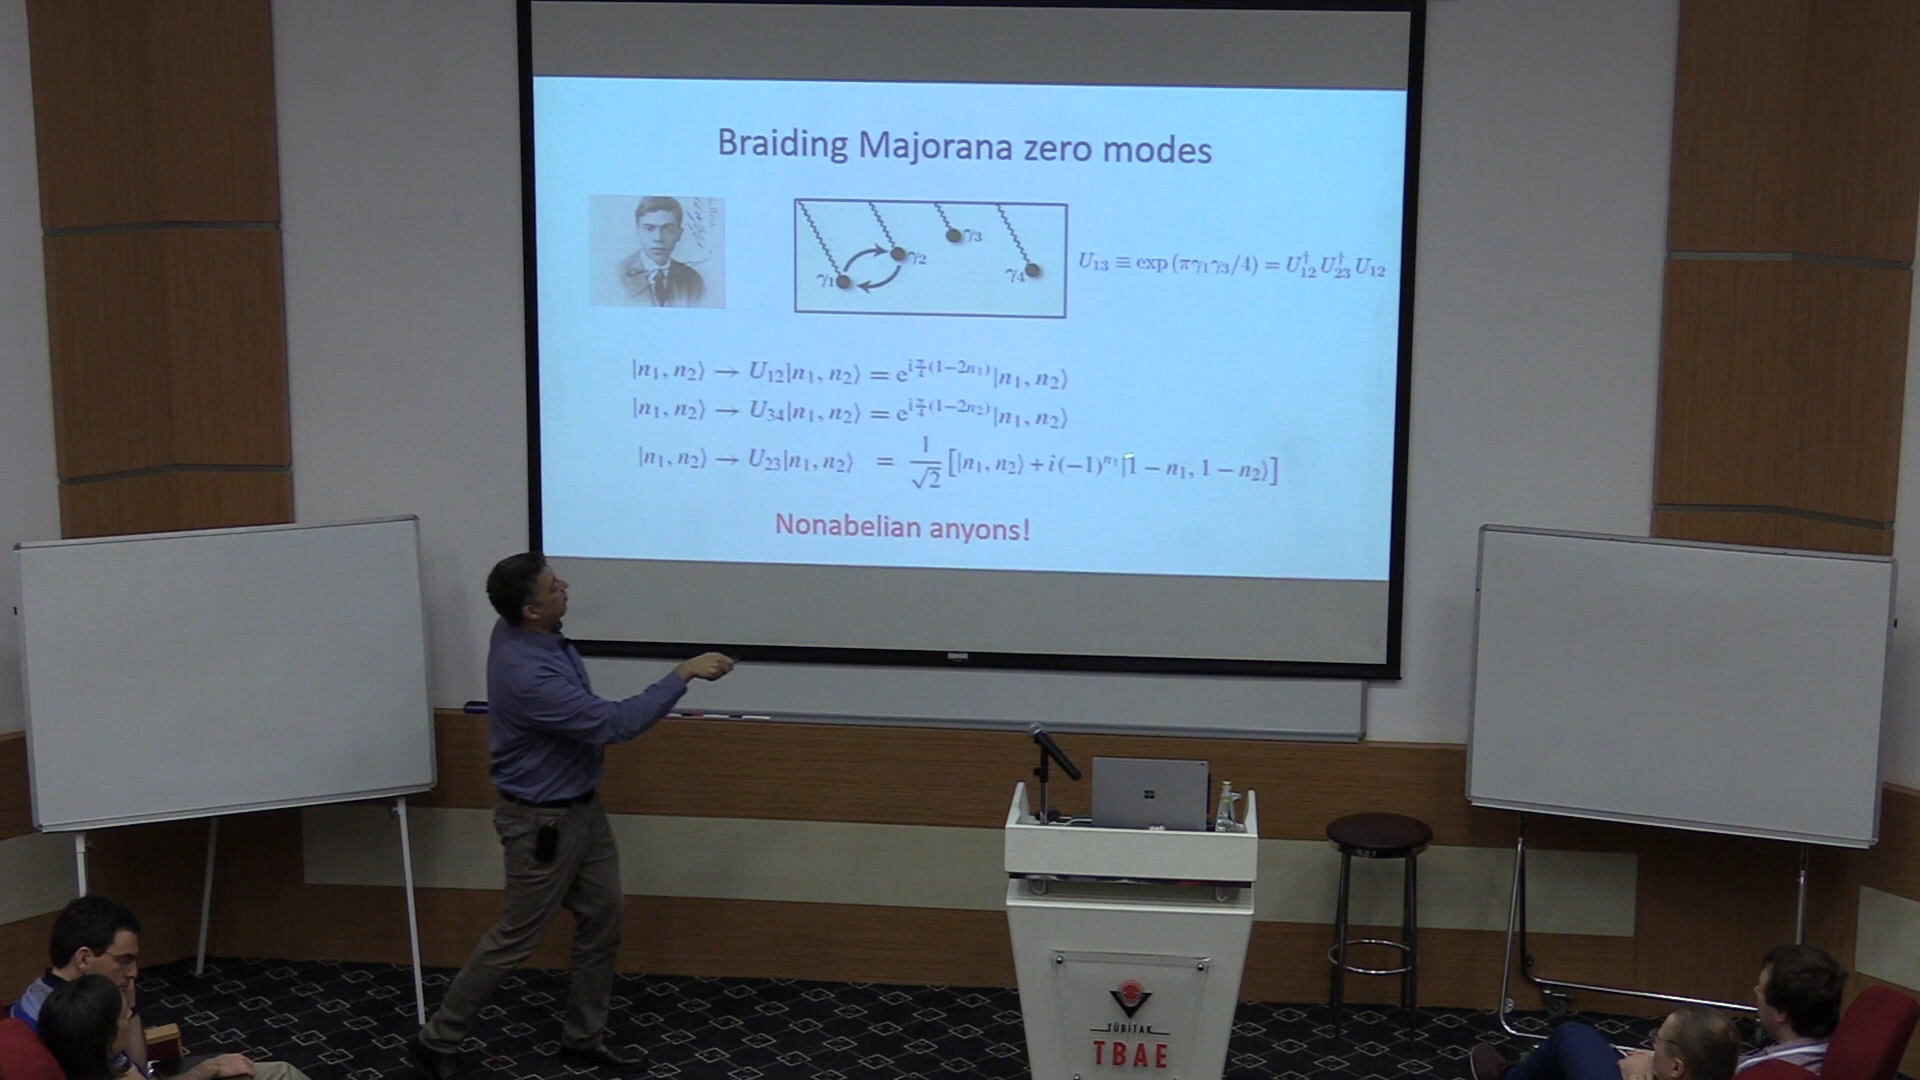 Braiding Majorana zero modes
γ₁
γ₂
γ₃
γ₄
U₁₃ ≡ exp (πγ₁γ₃/4) = U₁₂† U₂₃† U₁₂
|n₁, n₂⟩ → U₁₂|n₁, n₂⟩ = e^{i π/4 (1−2n₁)}|n₁, n₂⟩
|n₁, n₂⟩ → U₃₄|n₁, n₂⟩ = e^{i π/4 (1−2n₂)}|n₁, n₂⟩
|n₁, n₂⟩ → U₂₃|n₁, n₂⟩ = 1/√2 [|n₁, n₂⟩ + i(−1)^{n₁}|1 − n₁, 1 − n₂⟩]
Nonabelian anyons!
TÜBİTAK
TBAE